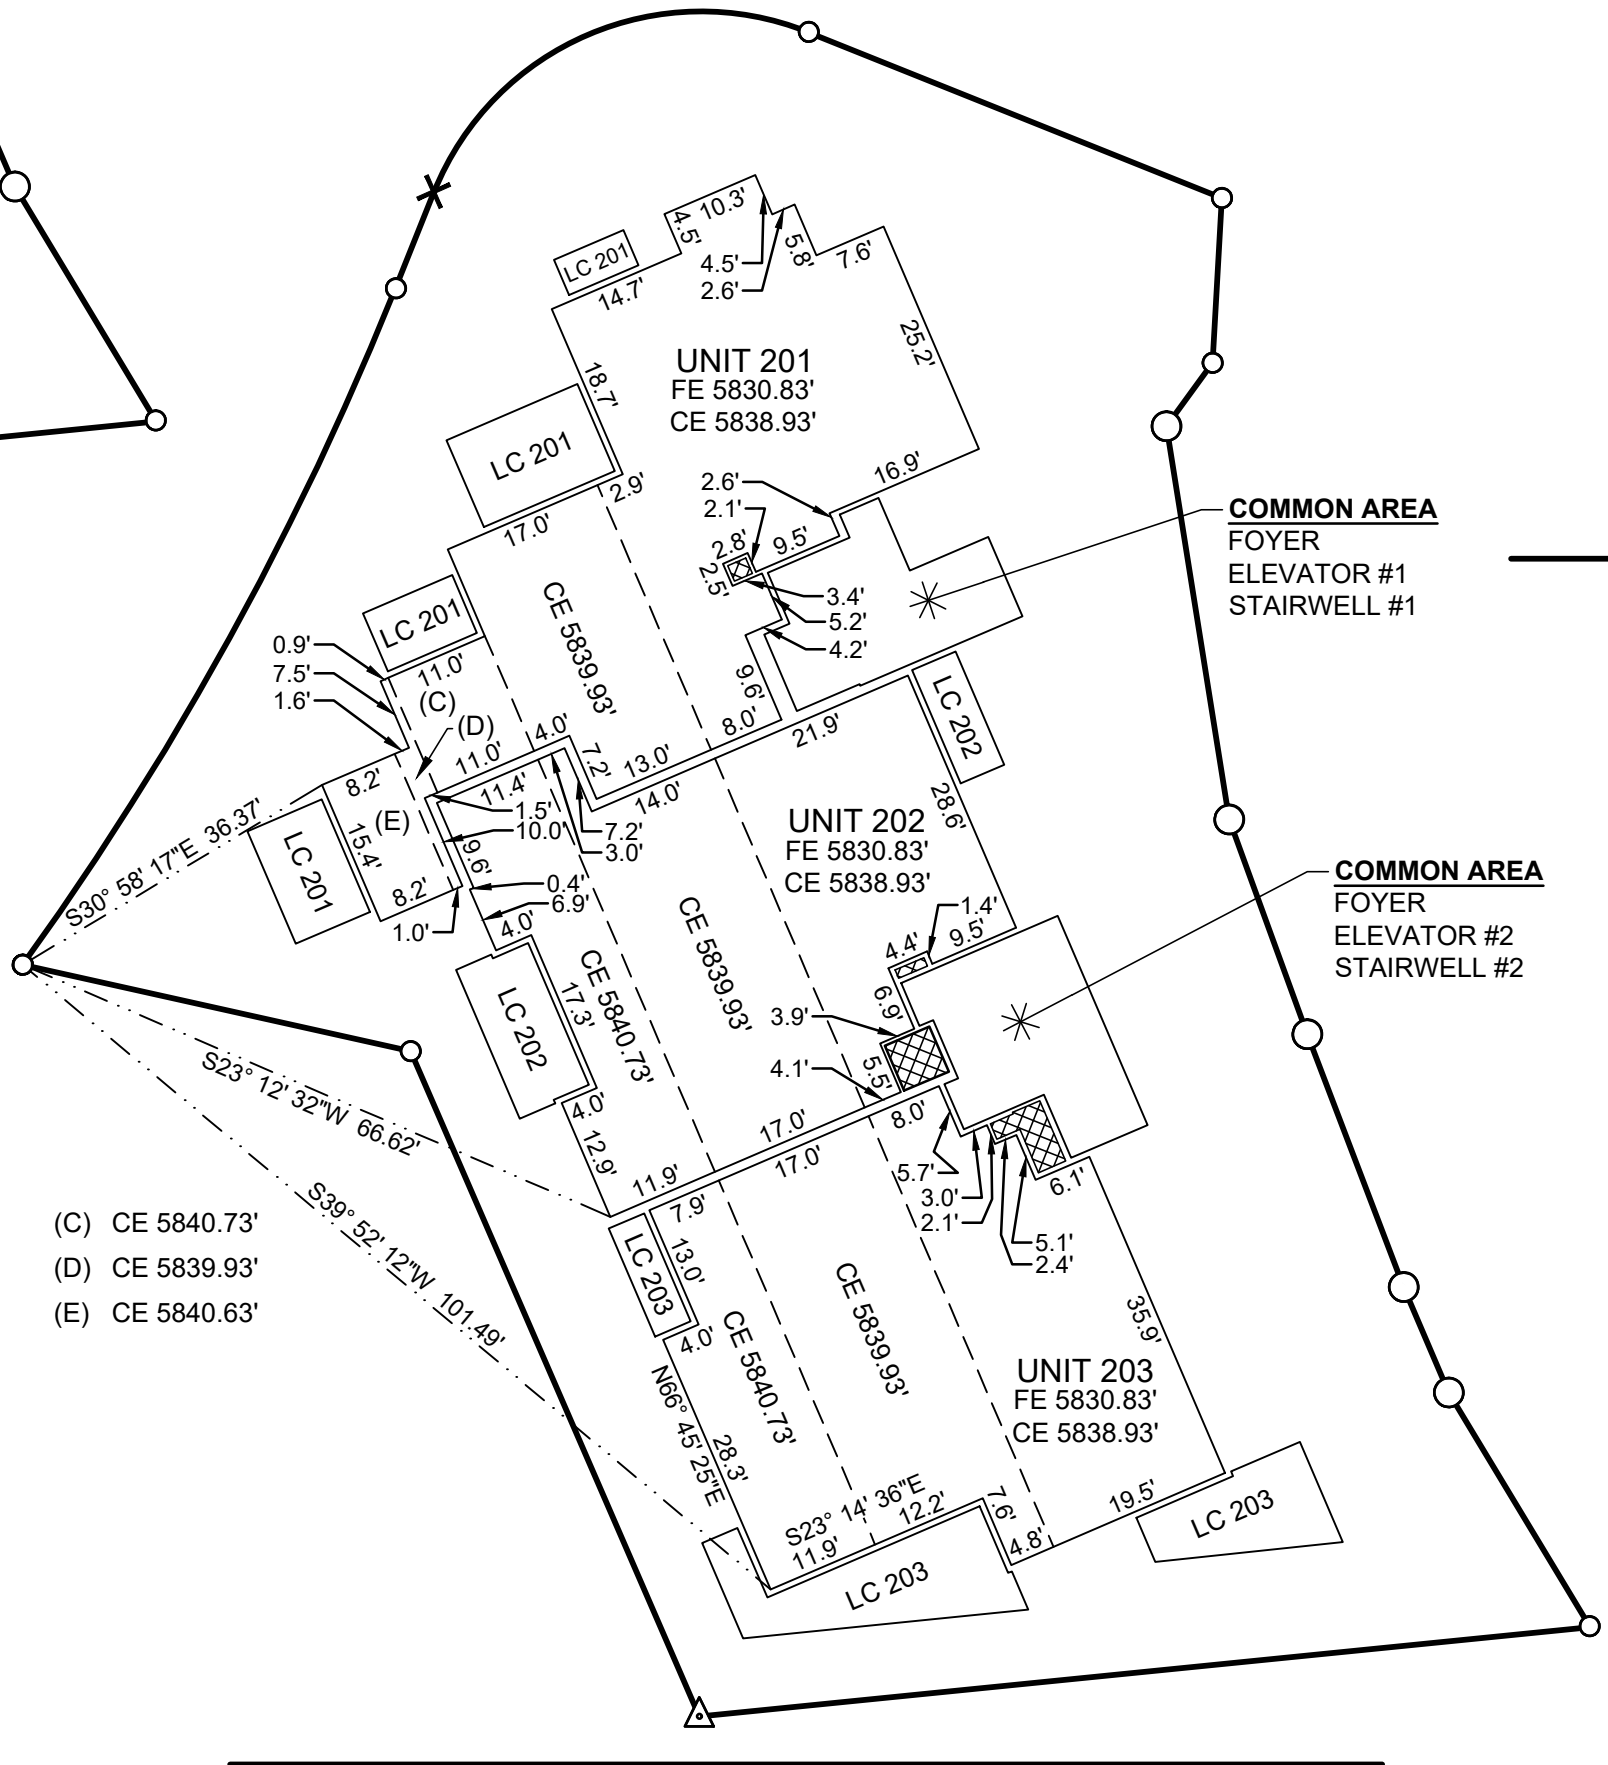 10.3'
4.5'
4.5'
2.6'
5.8'
7.6'
LC 201
14.7'
25.2'
UNIT 201
FE 5830.83'
CE 5838.93'
18.7'
LC 201
2.9'
17.0'
16.9'
2.6'
2.1'
2.8'
9.5'
2.5'
3.4'
5.2'
4.2'
COMMON AREA
FOYER
ELEVATOR #1
STAIRWELL #1
CE 5839.93'
LC 201
0.9'
7.5'
1.6'
11.0'
(C)
(D)
9.6'
8.0'
4.0'
11.0'
7.2'
13.0'
21.9'
LC 202
8.2'
11.4'
14.0'
(E)
1.5'
10.0'
7.2'
3.0'
S30° 58' 17"E 36.37'
LC 201
15.4'
8.2'
9.6'
0.4'
6.9'
1.0'
4.0'
UNIT 202
FE 5830.83'
CE 5838.93'
28.6'
COMMON AREA
FOYER
ELEVATOR #2
STAIRWELL #2
1.4'
4.4'
9.5'
6.9'
CE 5839.93'
CE 5840.73'
LC 202
17.3'
3.9'
4.1'
5.5'
S23° 12' 32"W 66.62'
4.0'
12.9'
17.0'
8.0'
17.0'
11.9'
7.9'
5.7'
3.0'
2.1'
6.1'
5.1'
2.4'
S39° 52' 12"W 101.49'
(C) CE 5840.73'
(D) CE 5839.93'
(E) CE 5840.63'
LC 203
13.0'
4.0'
CE 5839.93'
CE 5840.73'
35.9'
UNIT 203
FE 5830.83'
CE 5838.93'
N66° 45' 25"E
28.3'
S23° 14' 36"E
11.9'
12.2'
7.6'
4.8'
19.5'
LC 203
LC 203